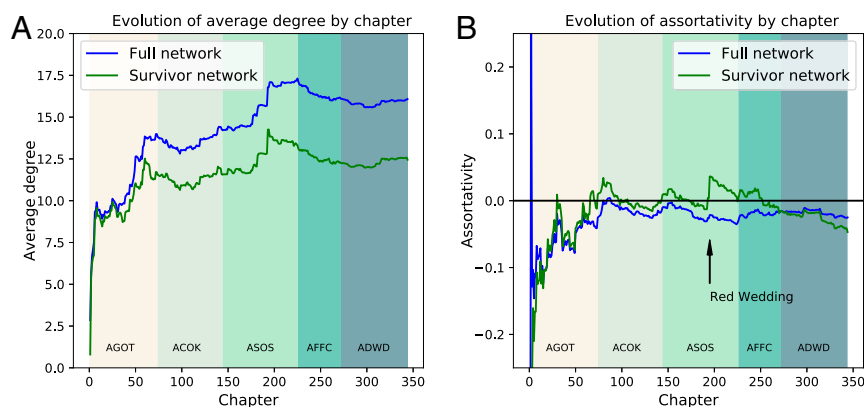 A
Evolution of average degree by chapter
20.0
17.5
15.0
12.5
10.0
7.5
5.0
2.5
0.0
Average degree
Full network
Survivor network
AGOT
ACOK
ASOS
AFFC
ADWD
0
50
100
150
200
250
300
350
Chapter
B
Evolution of assortativity by chapter
0.2
0.1
0.0
−0.1
−0.2
Assortativity
Full network
Survivor network
Red Wedding
AGOT
ACOK
ASOS
AFFC
ADWD
0
50
100
150
200
250
300
350
Chapter